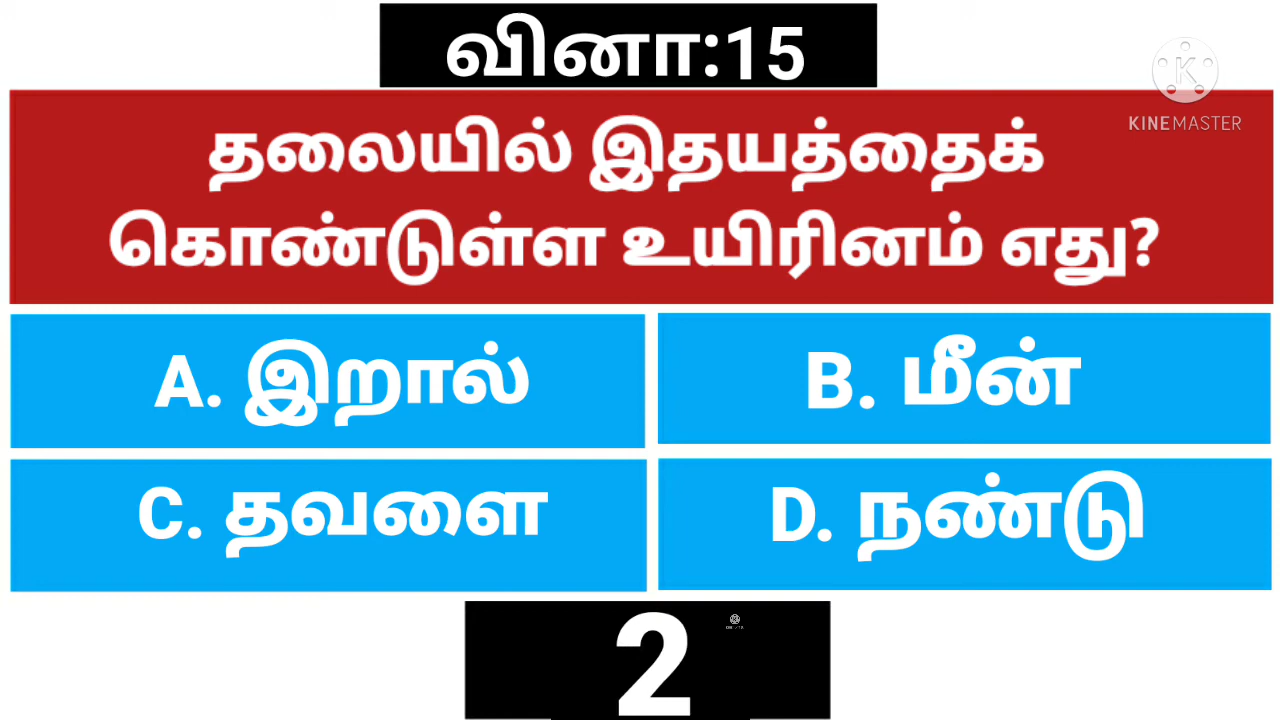 வினா:15
KINEMASTER
தலையில் இதயத்தைக்
கொண்டுள்ள உயிரினம் எது?
A. இறால்
B. மீன்
C. தவளை
D. நண்டு
2